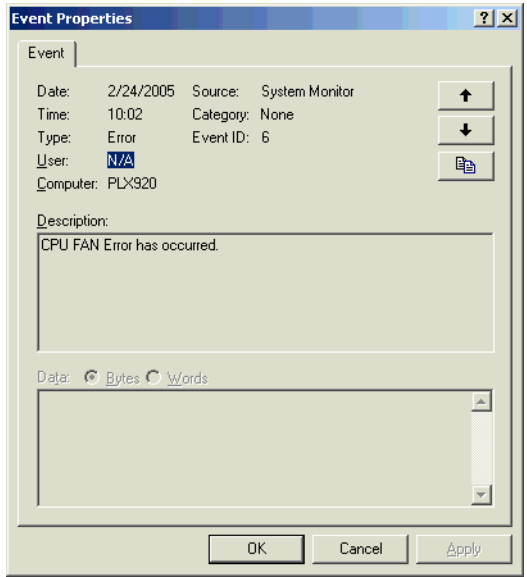 Event Properties
Event
Date: 2/24/2005 Source: System Monitor
Time: 10:02 Category: None
Type: Error Event ID: 6
User: N/A
Computer: PLX920
Description:
CPU FAN Error has occurred.
Data: Bytes Words
OK Cancel Apply